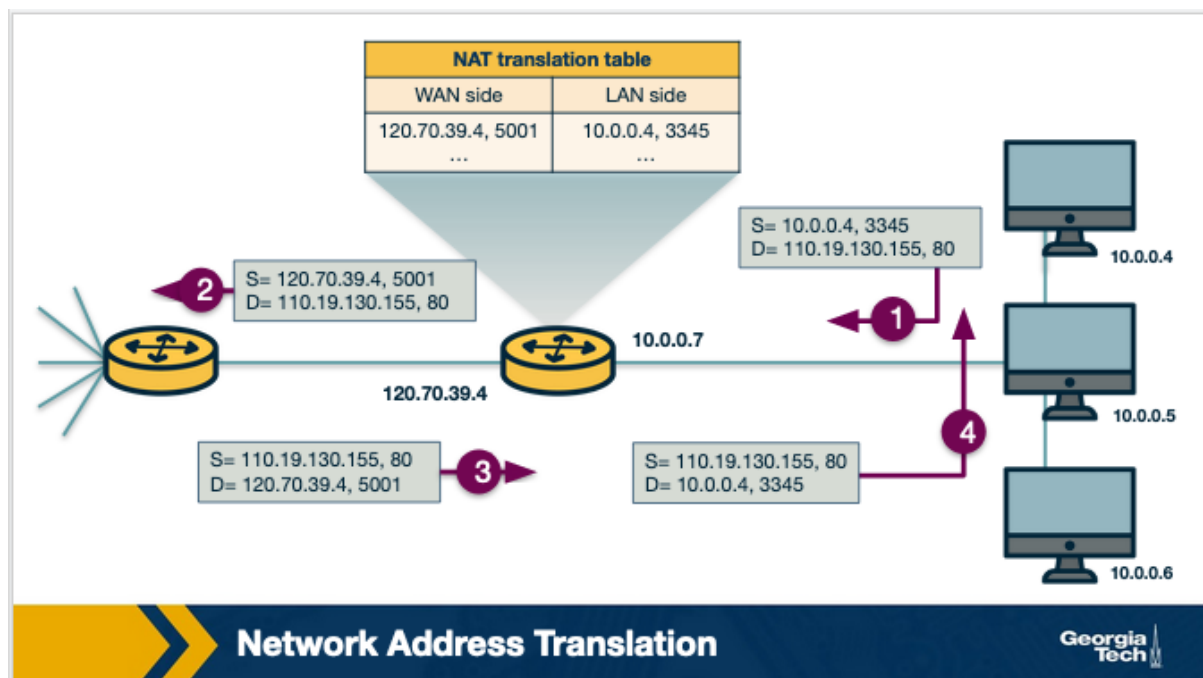 NAT translation table
WAN side LAN side
120.70.39.4, 5001 10.0.0.4, 3345
... ...
S= 10.0.0.4, 3345
D= 110.19.130.155, 80
10.0.0.4
2
S= 120.70.39.4, 5001
D= 110.19.130.155, 80
1
10.0.0.7
120.70.39.4
10.0.0.5
4
S= 110.19.130.155, 80
D= 120.70.39.4, 5001
3
S= 110.19.130.155, 80
D= 10.0.0.4, 3345
10.0.0.6
Network Address Translation
Georgia
Tech